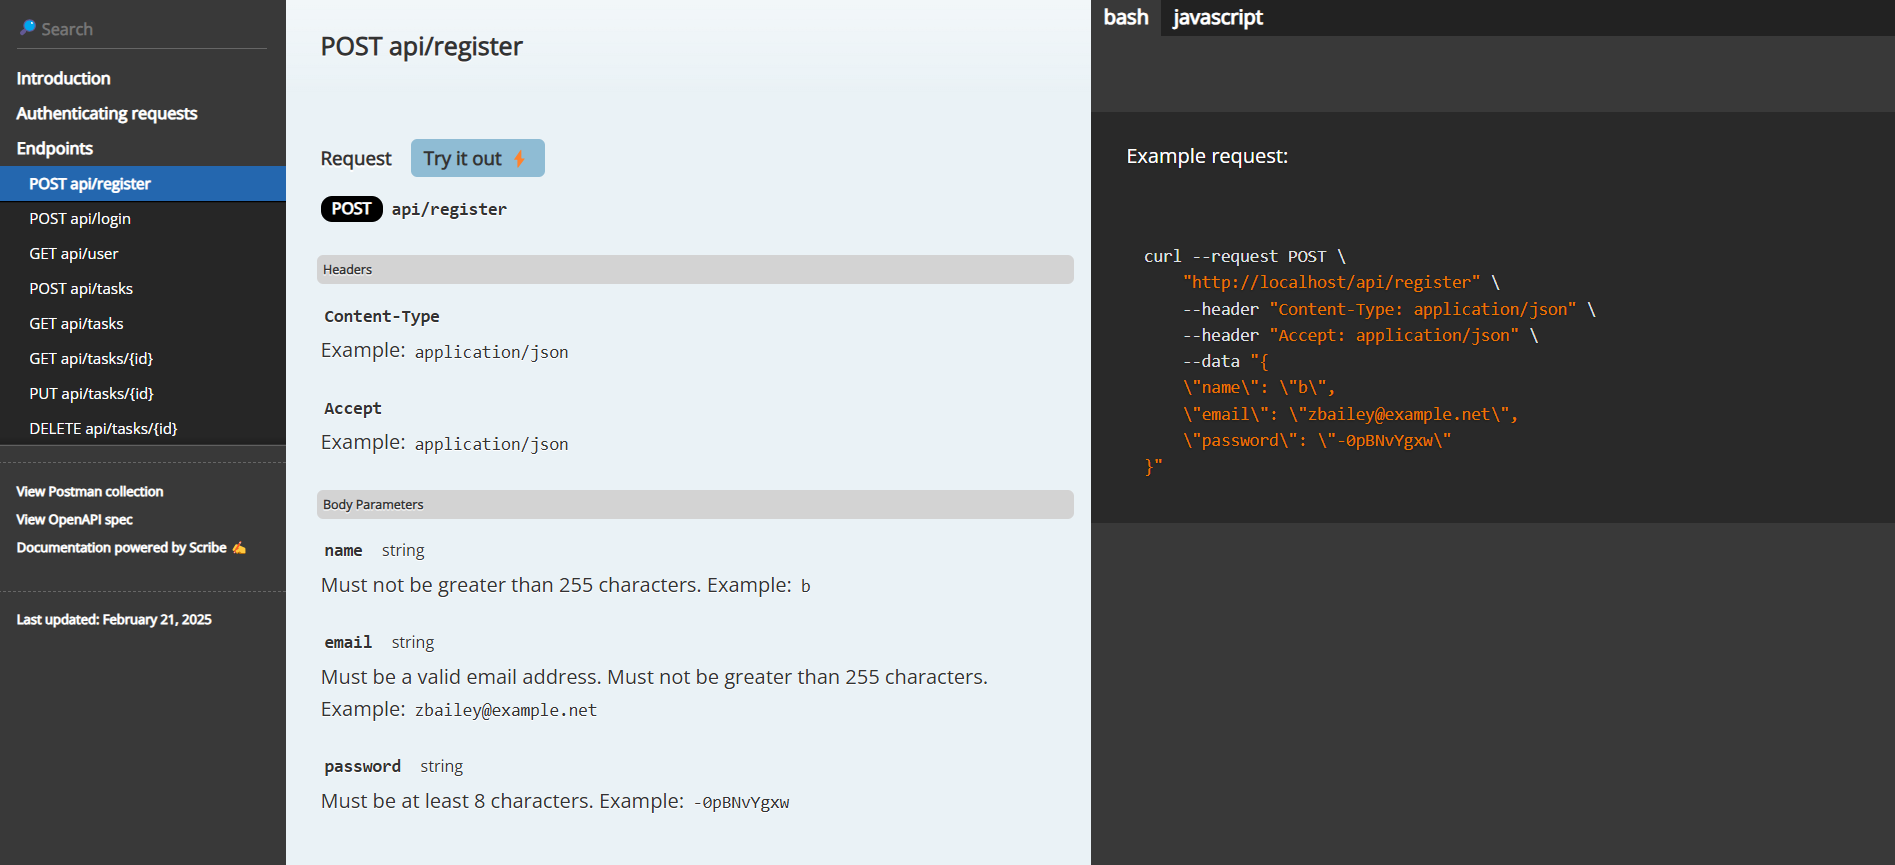 Search
Introduction
Authenticating requests
Endpoints
POST api/register
POST api/login
GET api/user
POST api/tasks
GET api/tasks
GET api/tasks/{id}
PUT api/tasks/{id}
DELETE api/tasks/{id}
View Postman collection
View OpenAPI spec
Documentation powered by Scribe ✍
Last updated: February 21, 2025
POST api/register
Request Try it out ⚡
POST api/register
Headers
Content-Type
Example: application/json
Accept
Example: application/json
Body Parameters
name string
Must not be greater than 255 characters. Example: b
email string
Must be a valid email address. Must not be greater than 255 characters.
Example: zbailey@example.net
password string
Must be at least 8 characters. Example: -0pBNvYgxw
bash javascript
Example request:
curl --request POST \
"http://localhost/api/register" \
--header "Content-Type: application/json" \
--header "Accept: application/json" \
--data "{
\"name\": \"b\",
\"email\": \"zbailey@example.net\",
\"password\": \"-0pBNvYgxw\"
}"